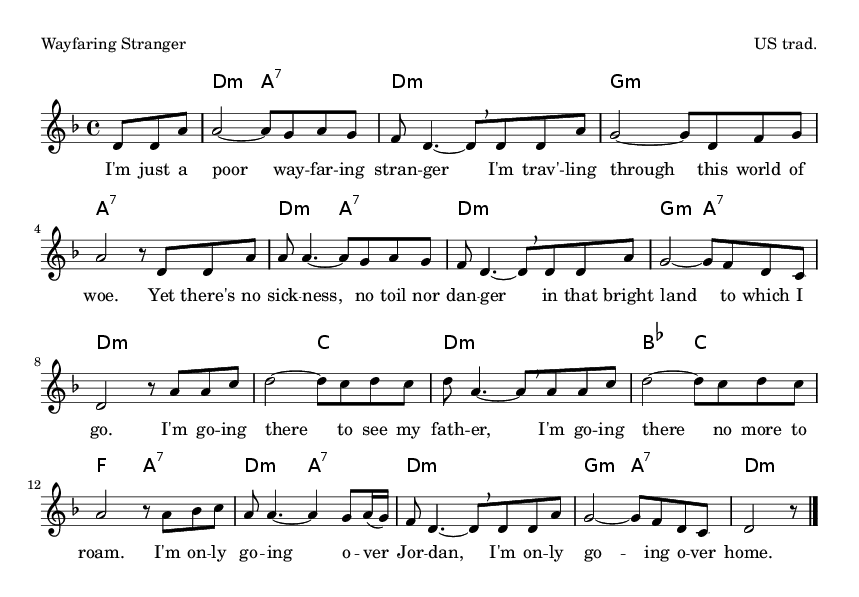 Wayfaring Stranger US trad.
Dm A7 Dm Gm
I'm just a poor way -- far -- ing stran -- ger I'm trav' -- ling through this world of
4 A7 Dm A7 Dm Gm A7
woe. Yet there's no sick -- ness, no toil nor dan -- ger in that bright land to which I
8 Dm C Dm B♭ C
go. I'm go -- ing there to see my fath -- er, I'm go -- ing there no more to
12 F A7 Dm A7 Dm Gm A7 Dm
roam. I'm on -- ly go -- ing o -- ver Jor -- dan, I'm on -- ly go -- ing o -- ver home.